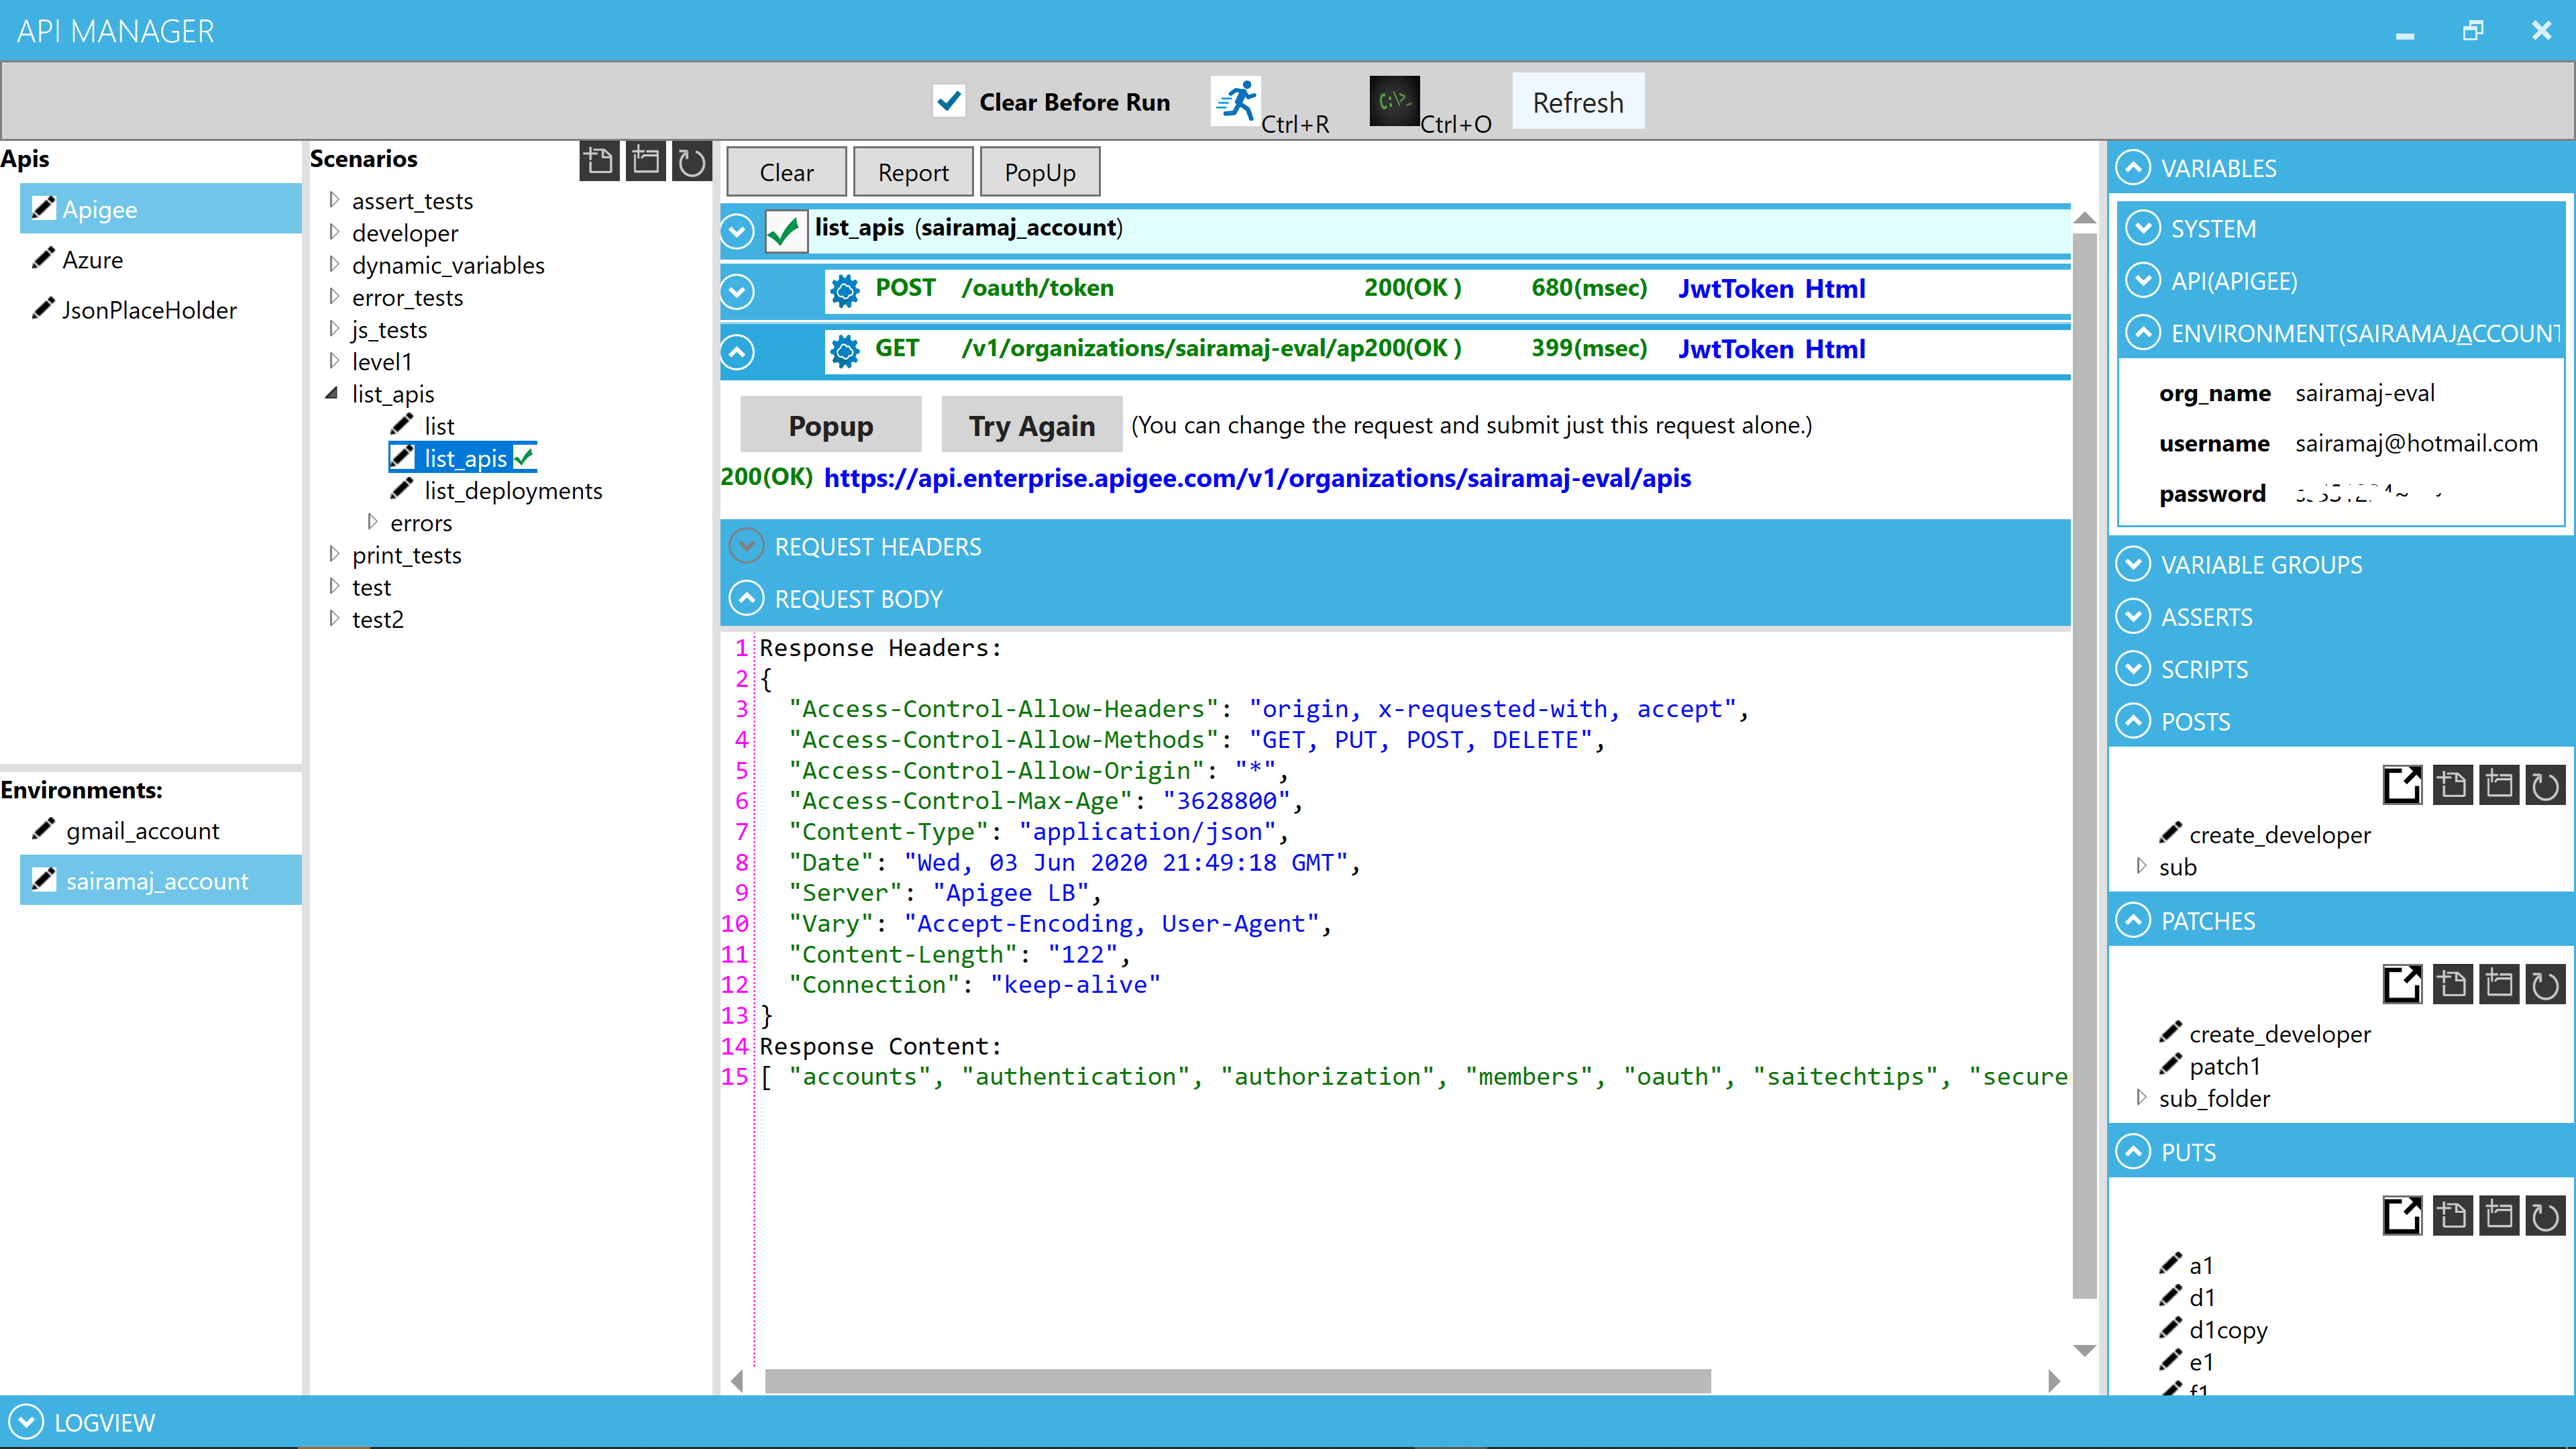 API MANAGER
Clear Before Run
Ctrl+R
C:\>_
Ctrl+O
Refresh
Apis
Apigee
Azure
JsonPlaceHolder
Environments:
gmail_account
sairamaj_account
Scenarios
assert_tests
developer
dynamic_variables
error_tests
js_tests
level1
list_apis
list
list_apis
list_deployments
errors
print_tests
test
test2
Clear Report PopUp
list_apis (sairamaj_account)
POST /oauth/token 200(OK ) 680(msec) JwtToken Html
GET /v1/organizations/sairamaj-eval/ap200(OK ) 399(msec) JwtToken Html
Popup Try Again (You can change the request and submit just this request alone.)
200(OK) https://api.enterprise.apigee.com/v1/organizations/sairamaj-eval/apis
REQUEST HEADERS
REQUEST BODY
1 Response Headers:
2 {
3 "Access-Control-Allow-Headers": "origin, x-requested-with, accept",
4 "Access-Control-Allow-Methods": "GET, PUT, POST, DELETE",
5 "Access-Control-Allow-Origin": "*",
6 "Access-Control-Max-Age": "3628800",
7 "Content-Type": "application/json",
8 "Date": "Wed, 03 Jun 2020 21:49:18 GMT",
9 "Server": "Apigee LB",
10 "Vary": "Accept-Encoding, User-Agent",
11 "Content-Length": "122",
12 "Connection": "keep-alive"
13 }
14 Response Content:
15 [ "accounts", "authentication", "authorization", "members", "oauth", "saitechtips", "secure
VARIABLES
SYSTEM
API(APIGEE)
ENVIRONMENT(SAIRAMAJACCOUNT
org_name sairamaj-eval
username sairamaj@hotmail.com
password
VARIABLE GROUPS
ASSERTS
SCRIPTS
POSTS
create_developer
sub
PATCHES
create_developer
patch1
sub_folder
PUTS
a1
d1
d1copy
e1
f1
LOGVIEW